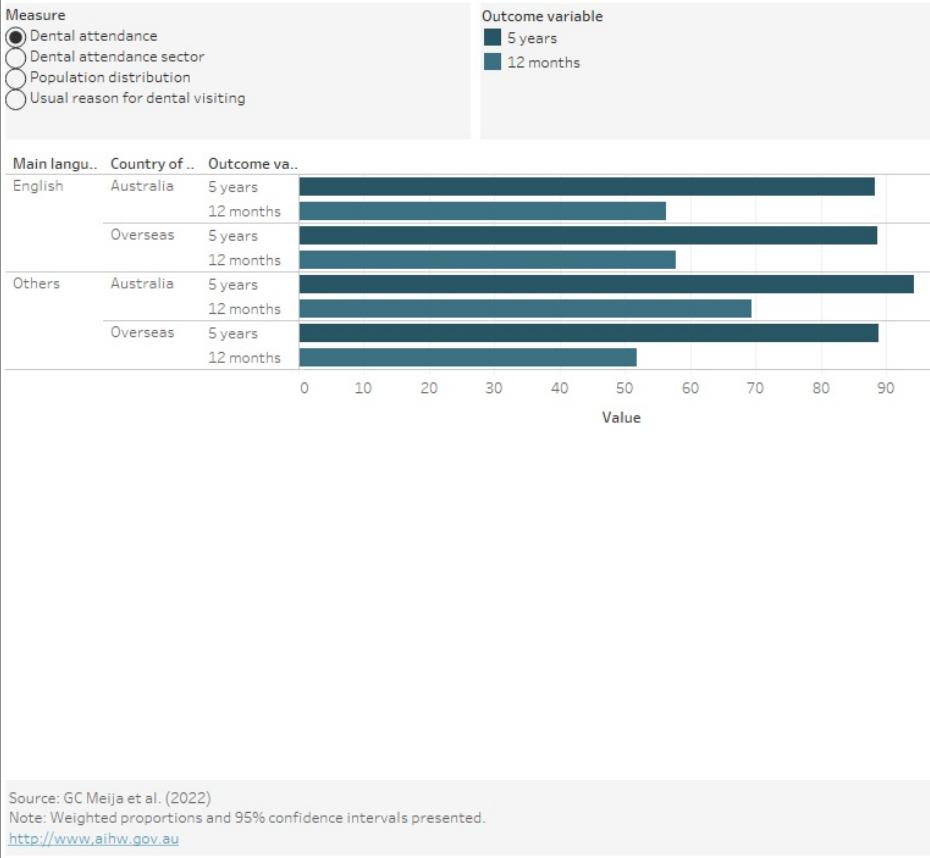 Measure
Dental attendance
Dental attendance sector
Population distribution
Usual reason for dental visiting
Outcome variable
5 years
12 months
Main langu.. Country of .. Outcome va..
English Australia 5 years
12 months
Overseas 5 years
12 months
Others Australia 5 years
12 months
Overseas 5 years
12 months
0 10 20 30 40 50 60 70 80 90
Value
Source: GC Meija et al. (2022)
Note: Weighted proportions and 95% confidence intervals presented.
http://www,aihw.gov.au